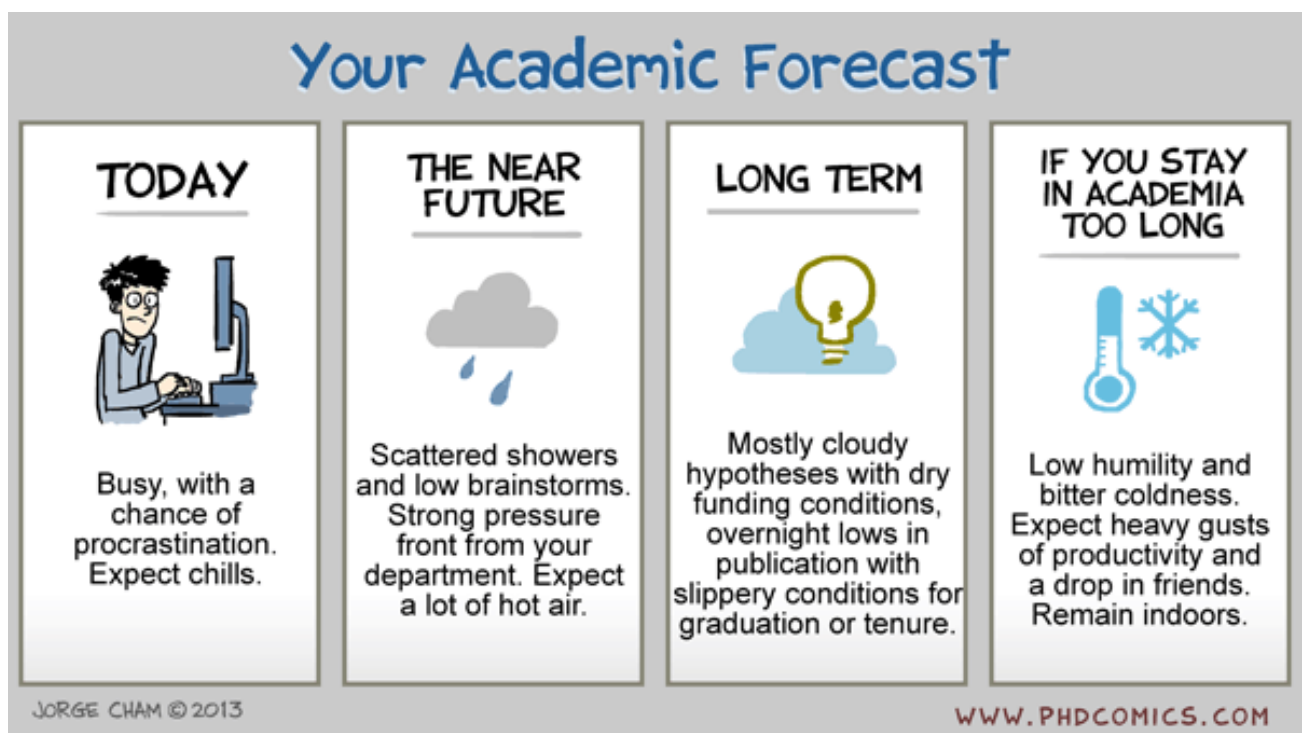 Your Academic Forecast
TODAY
Busy, with a
chance of
procrastination.
Expect chills.
THE NEAR
FUTURE
Scattered showers
and low brainstorms.
Strong pressure
front from your
department. Expect
a lot of hot air.
LONG TERM
Mostly cloudy
hypotheses with dry
funding conditions,
overnight lows in
publication with
slippery conditions for
graduation or tenure.
IF YOU STAY
IN ACADEMIA
TOO LONG
Low humility and
bitter coldness.
Expect heavy gusts
of productivity and
a drop in friends.
Remain indoors.
JORGE CHAM © 2013
WWW.PHDCOMICS.COM